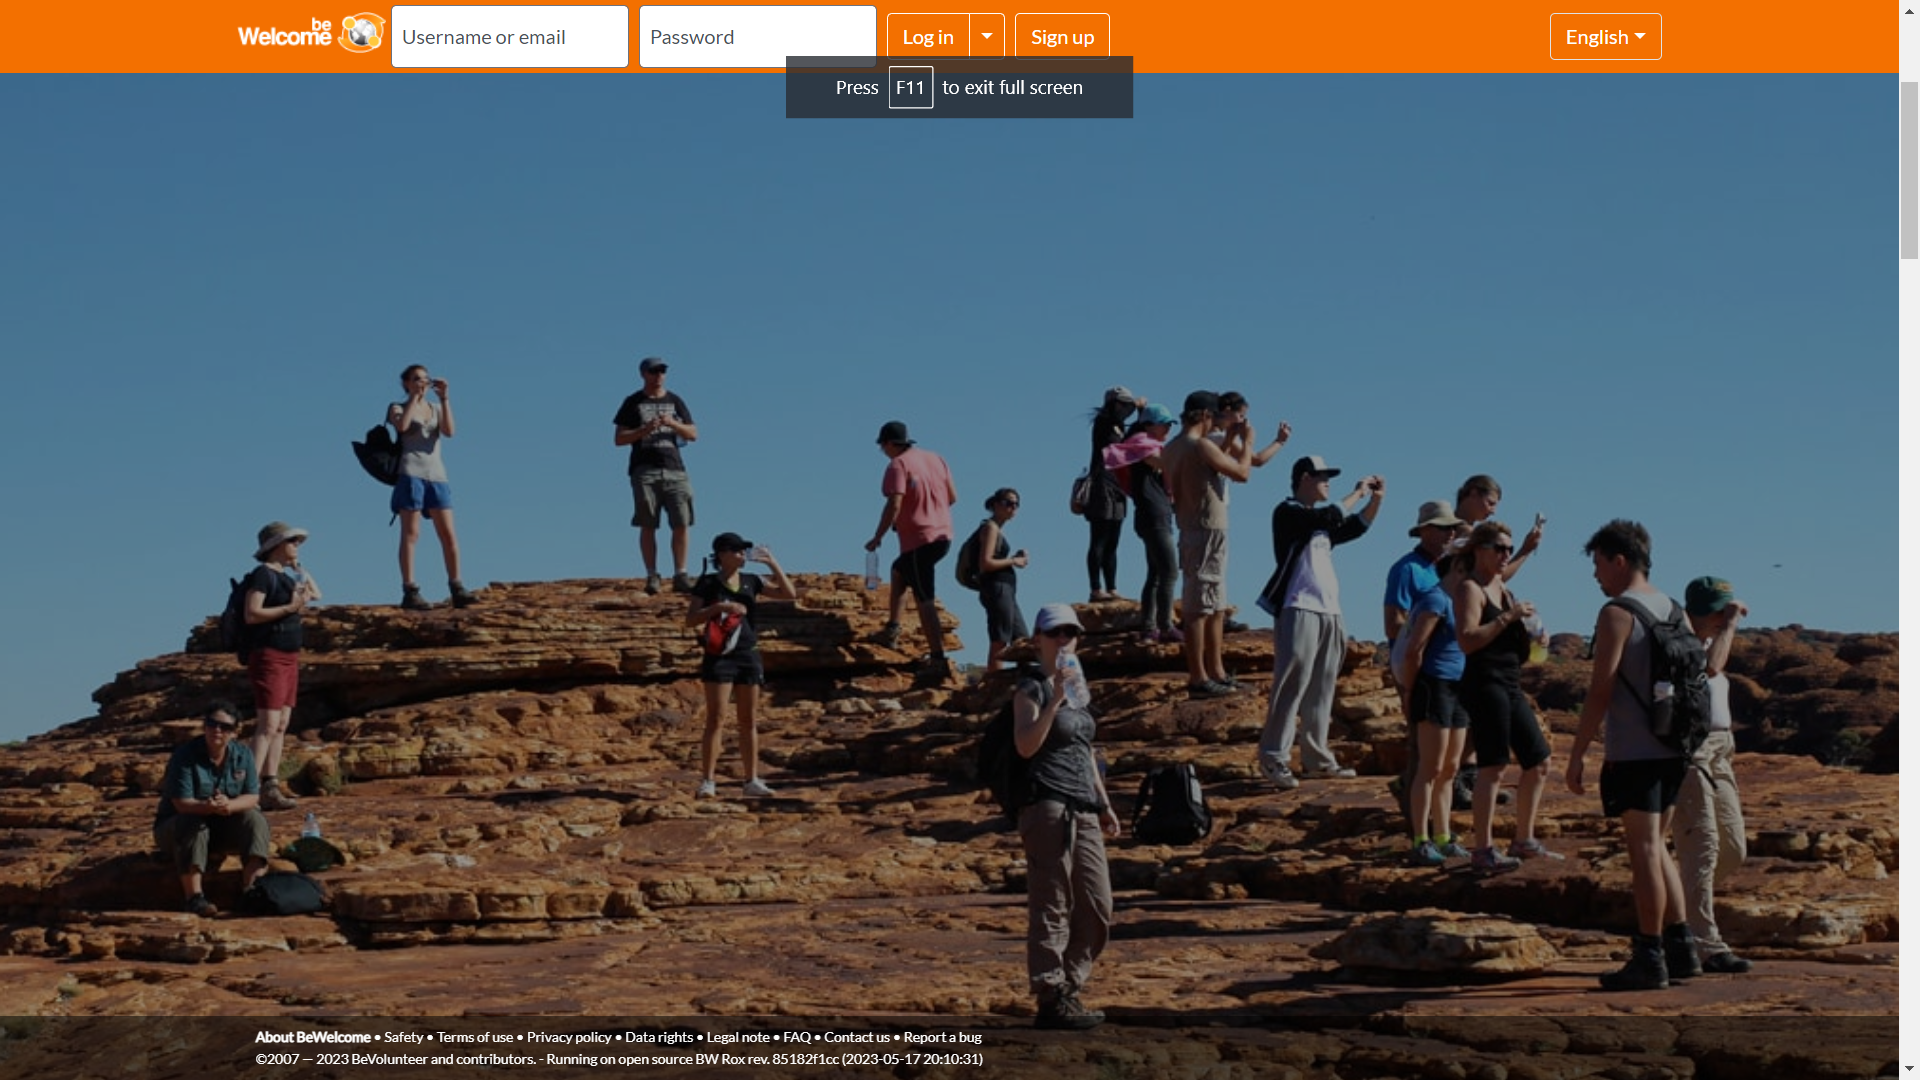 be
Welcome
Username or email
Password
Log in
Sign up
English
Press F11 to exit full screen
About BeWelcome • Safety • Terms of use • Privacy policy • Data rights • Legal note • FAQ • Contact us • Report a bug
©2007 — 2023 BeVolunteer and contributors. - Running on open source BW Rox rev. 85182f1cc (2023-05-17 20:10:31)